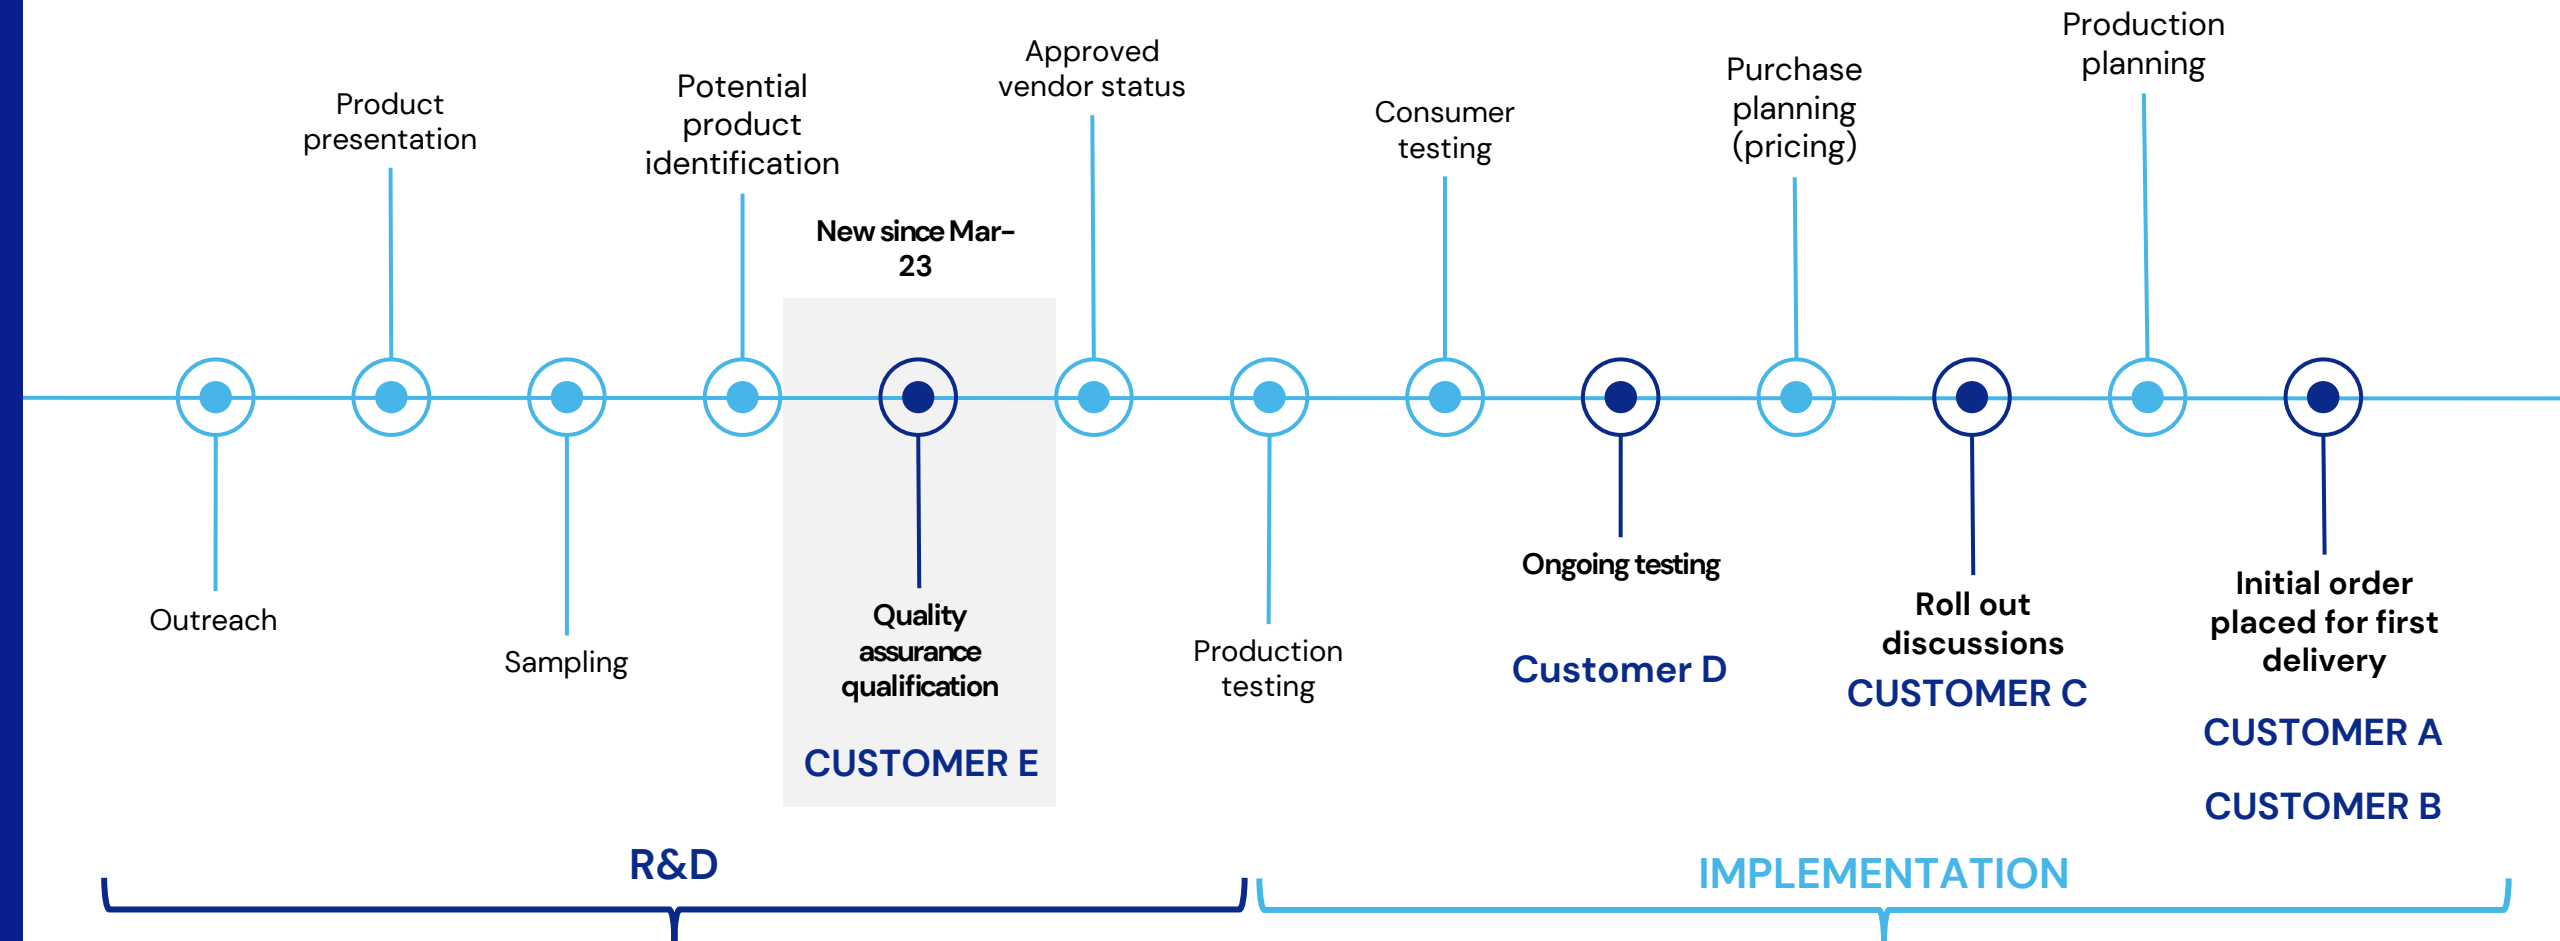 Outreach
Product
presentation
Sampling
Potential
product
identification
New since Mar-
23
Quality
assurance
qualification
CUSTOMER E
Approved
vendor status
Production
testing
Consumer
testing
Ongoing testing
Customer D
Purchase
planning
(pricing)
Roll out
discussions
CUSTOMER C
Production
planning
Initial order
placed for first
delivery
CUSTOMER A
CUSTOMER B
R&D
IMPLEMENTATION